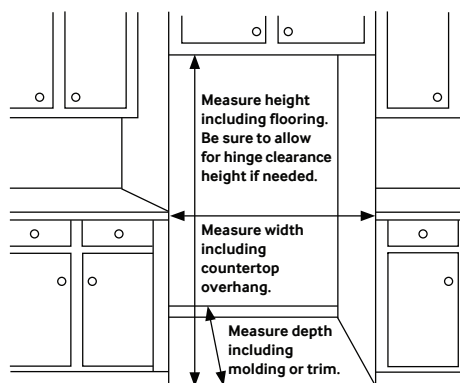 Measure height
including flooring.
Be sure to allow
for hinge clearance
height if needed.
Measure width
including
countertop
overhang.
Measure depth
including
molding or trim.